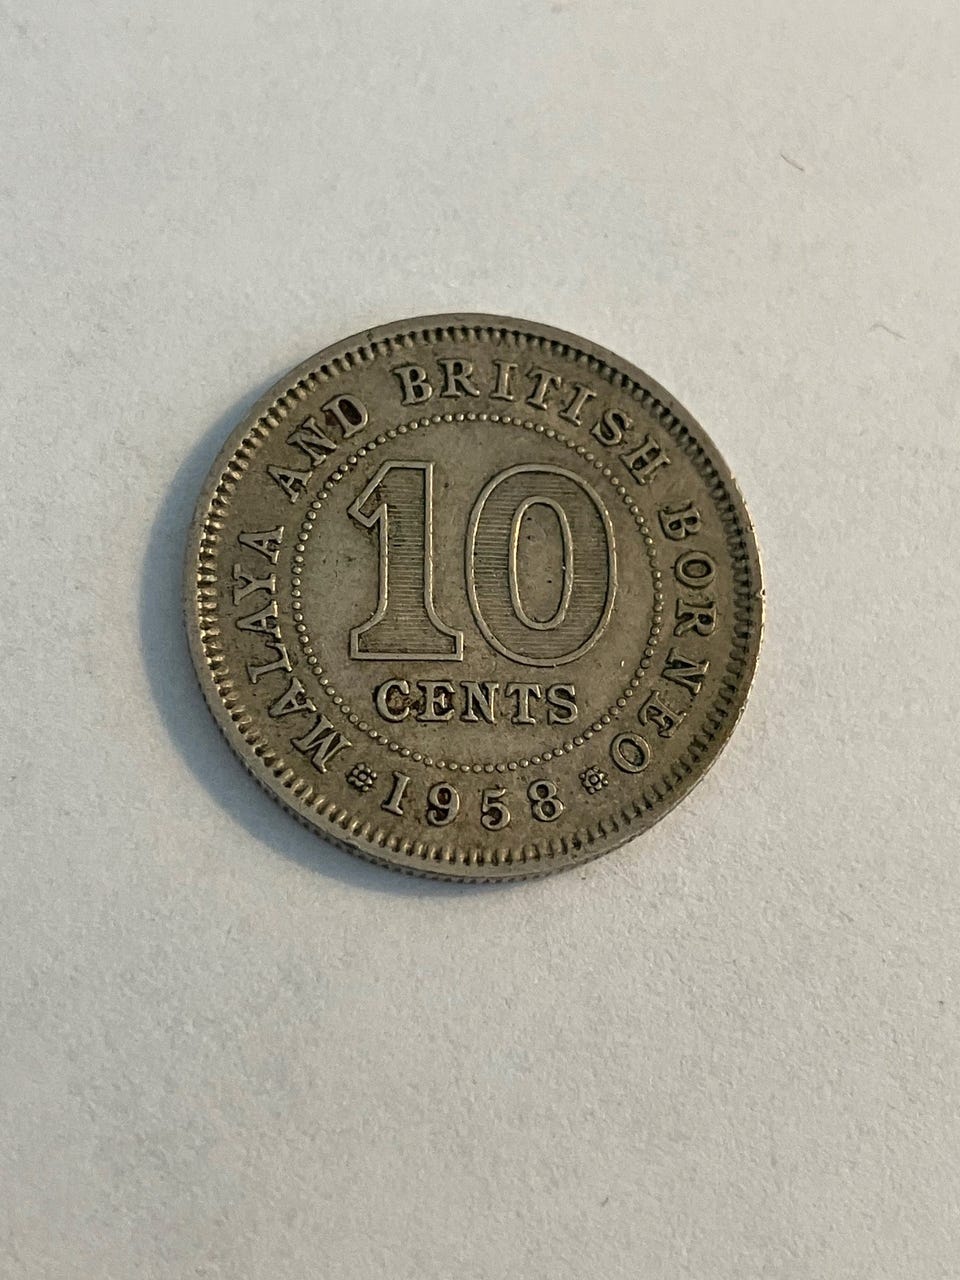 MALAYA AND BRITISH BORNEO
10
CENTS
1958